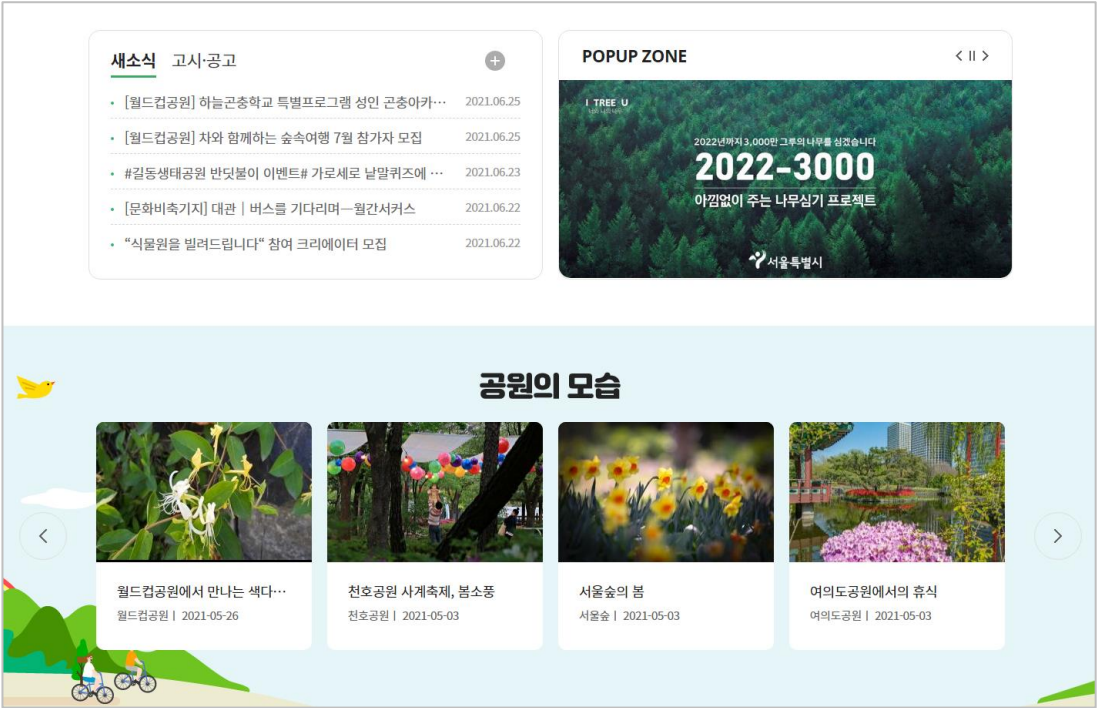 새소식 고시·공고
[월드컵공원] 하늘곤충학교 특별프로그램 성인 곤충아카… 2021.06.25
[월드컵공원] 차와 함께하는 숲속여행 7월 참가자 모집 2021.06.25
#길동생태공원 반딧불이 이벤트# 가로세로 낱말퀴즈에 … 2021.06.23
[문화비축기지] 대관 | 버스를 기다리며—월간서커스 2021.06.22
“식물원을 빌려드립니다“ 참여 크리에이터 모집 2021.06.22
POPUP ZONE
I TREE U
2022년까지 3,000만 그루의 나무를 심겠습니다
2022-3000
아낌없이 주는 나무심기 프로젝트
서울특별시
공원의 모습
월드컵공원에서 만나는 색다…
월드컵공원 | 2021-05-26
천호공원 사계축제, 봄소풍
천호공원 | 2021-05-03
서울숲의 봄
서울숲 | 2021-05-03
여의도공원에서의 휴식
여의도공원 | 2021-05-03